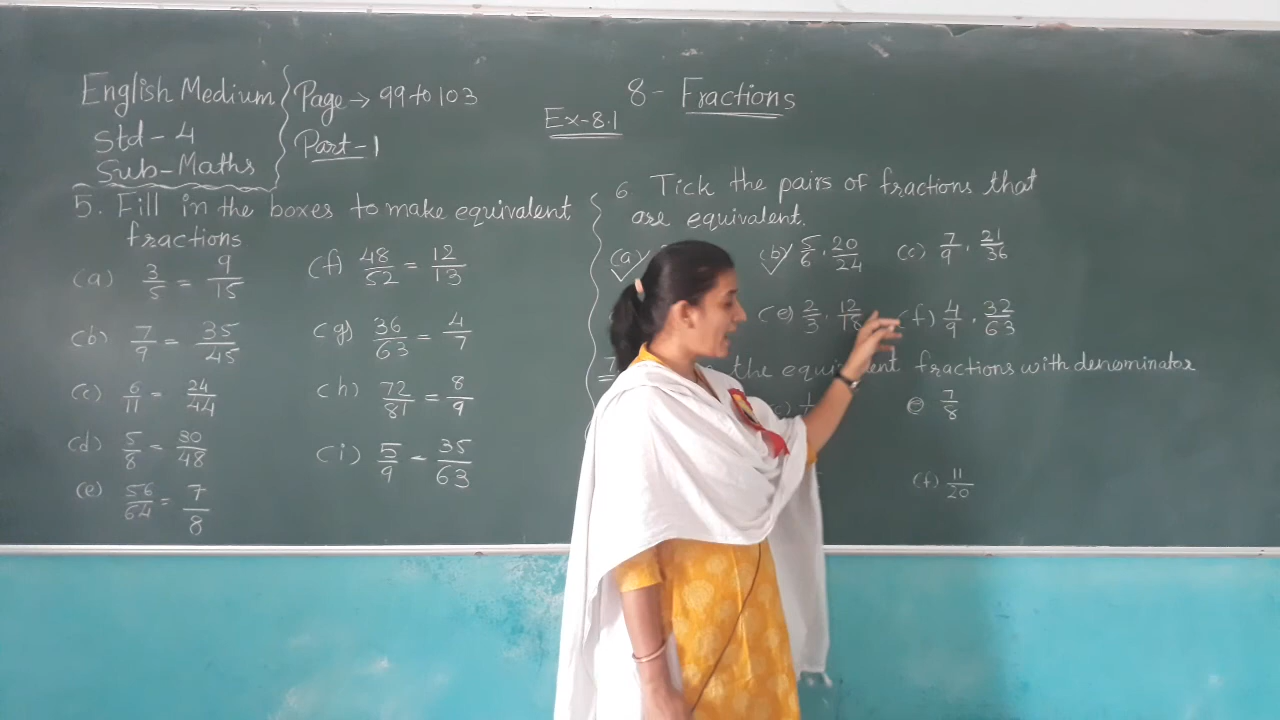 English Medium
Std - 4
Sub - Maths
Page → 99 to 103
Part - 1
8 - Fractions
Ex - 8.1
5. Fill in the boxes to make equivalent
fractions
(a) 3/5 = 9/15
(b) 7/9 = 35/45
(c) 6/11 = 24/44
(d) 5/8 = 30/48
(e) 56/64 = 7/8
(f) 48/52 = 12/13
(g) 36/63 = 4/7
(h) 72/81 = 8/9
(i) 5/9 = 35/63
6. Tick the pairs of fractions that
are equivalent.
(a) ✓
(b) ✓ 5/6, 20/24
(c) 7/9, 21/36
(e) 2/3, 12/18
(f) 4/9, 32/63
7 the equivalent fractions with denominator
7/8
(f) 11/20